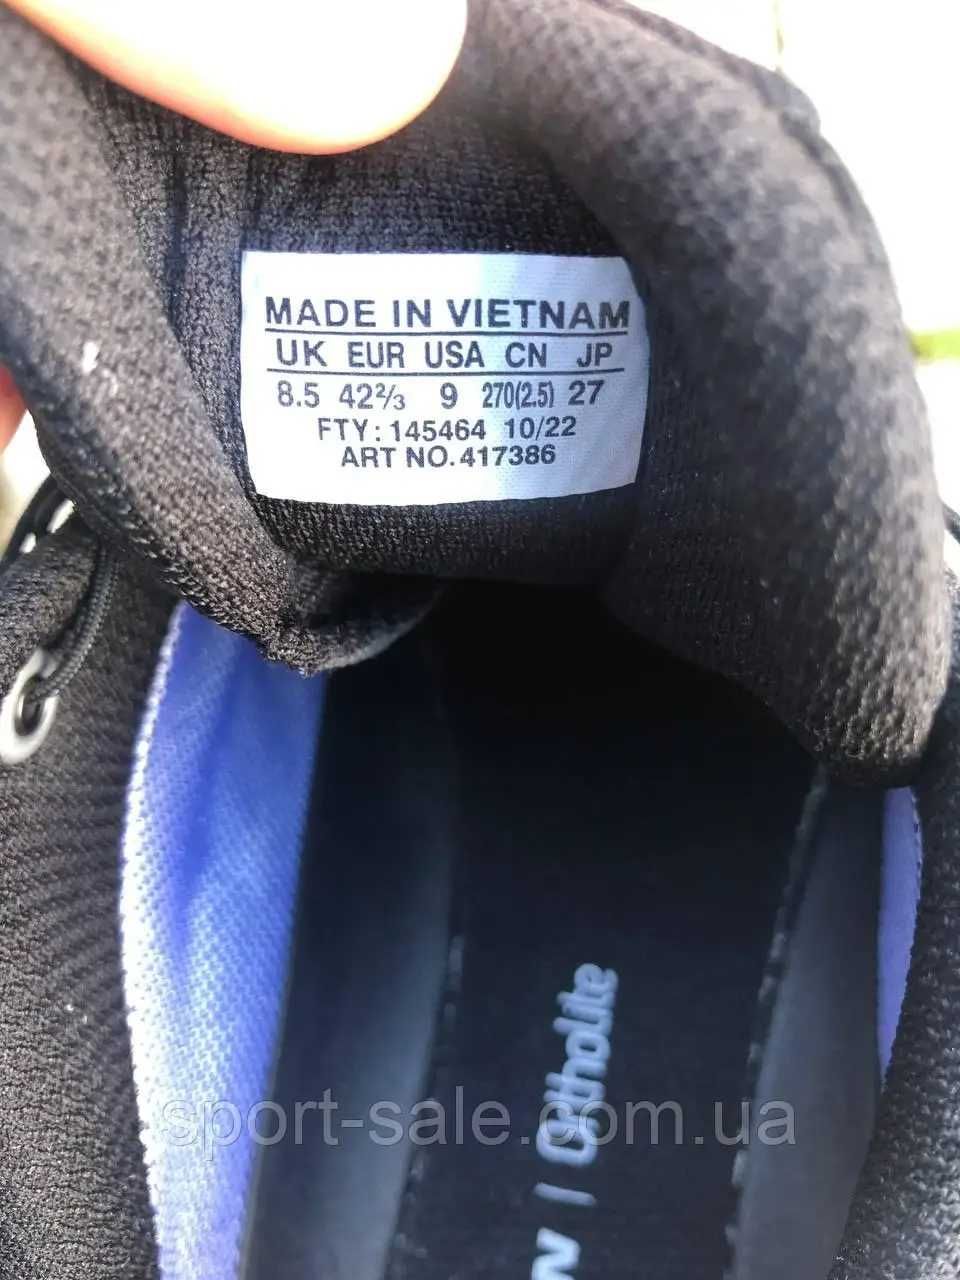 MADE IN VIETNAM
UK EUR USA CN JP
8.5 42⅔ 9 270(2.5) 27
FTY: 145464 10/22
ART NO. 417386
Ortholite
sport-sale.com.ua